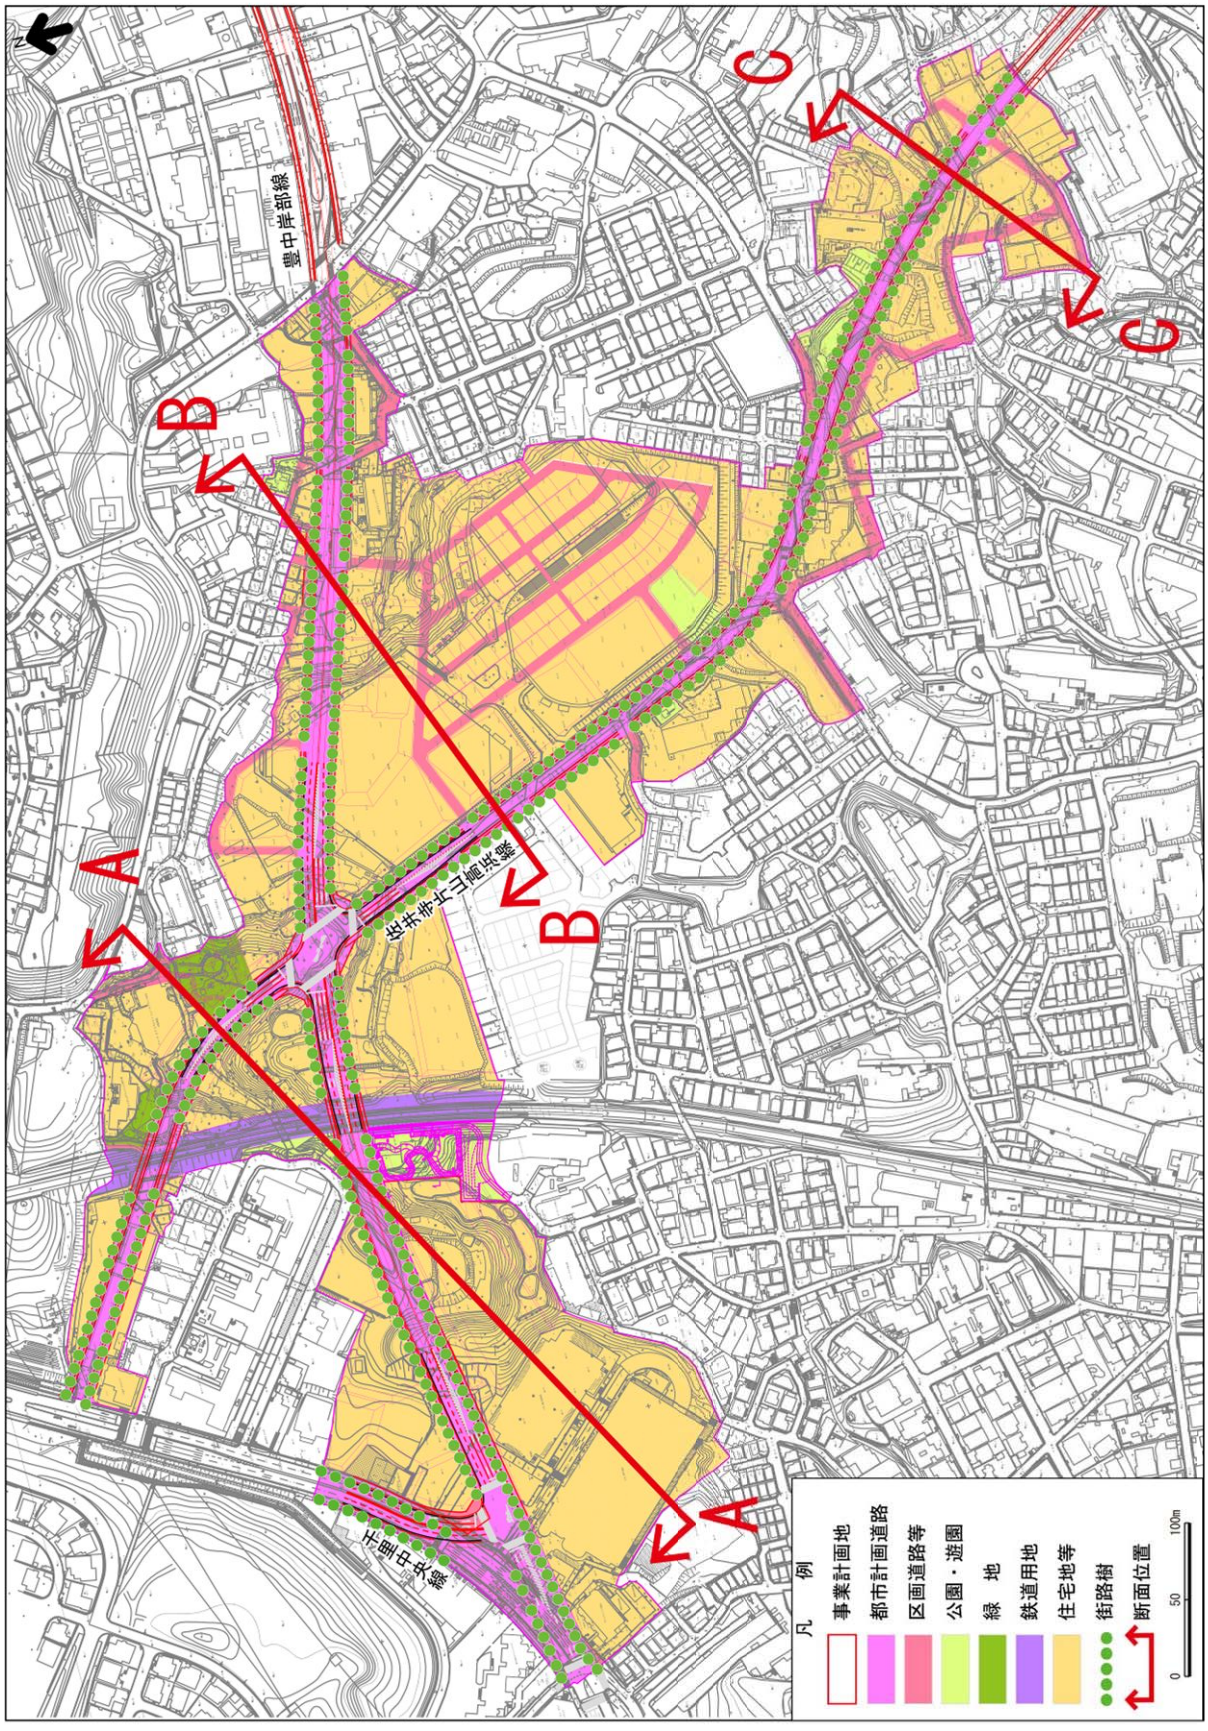 N
豊中岸部線
佐井寺片山高浜線
千里中央線
A
A
B
B
C
C
凡　例
事業計画地
都市計画道路
区画道路等
公園・遊園
緑　地
鉄道用地
住宅地等
街路樹
断面位置
0 50 100m